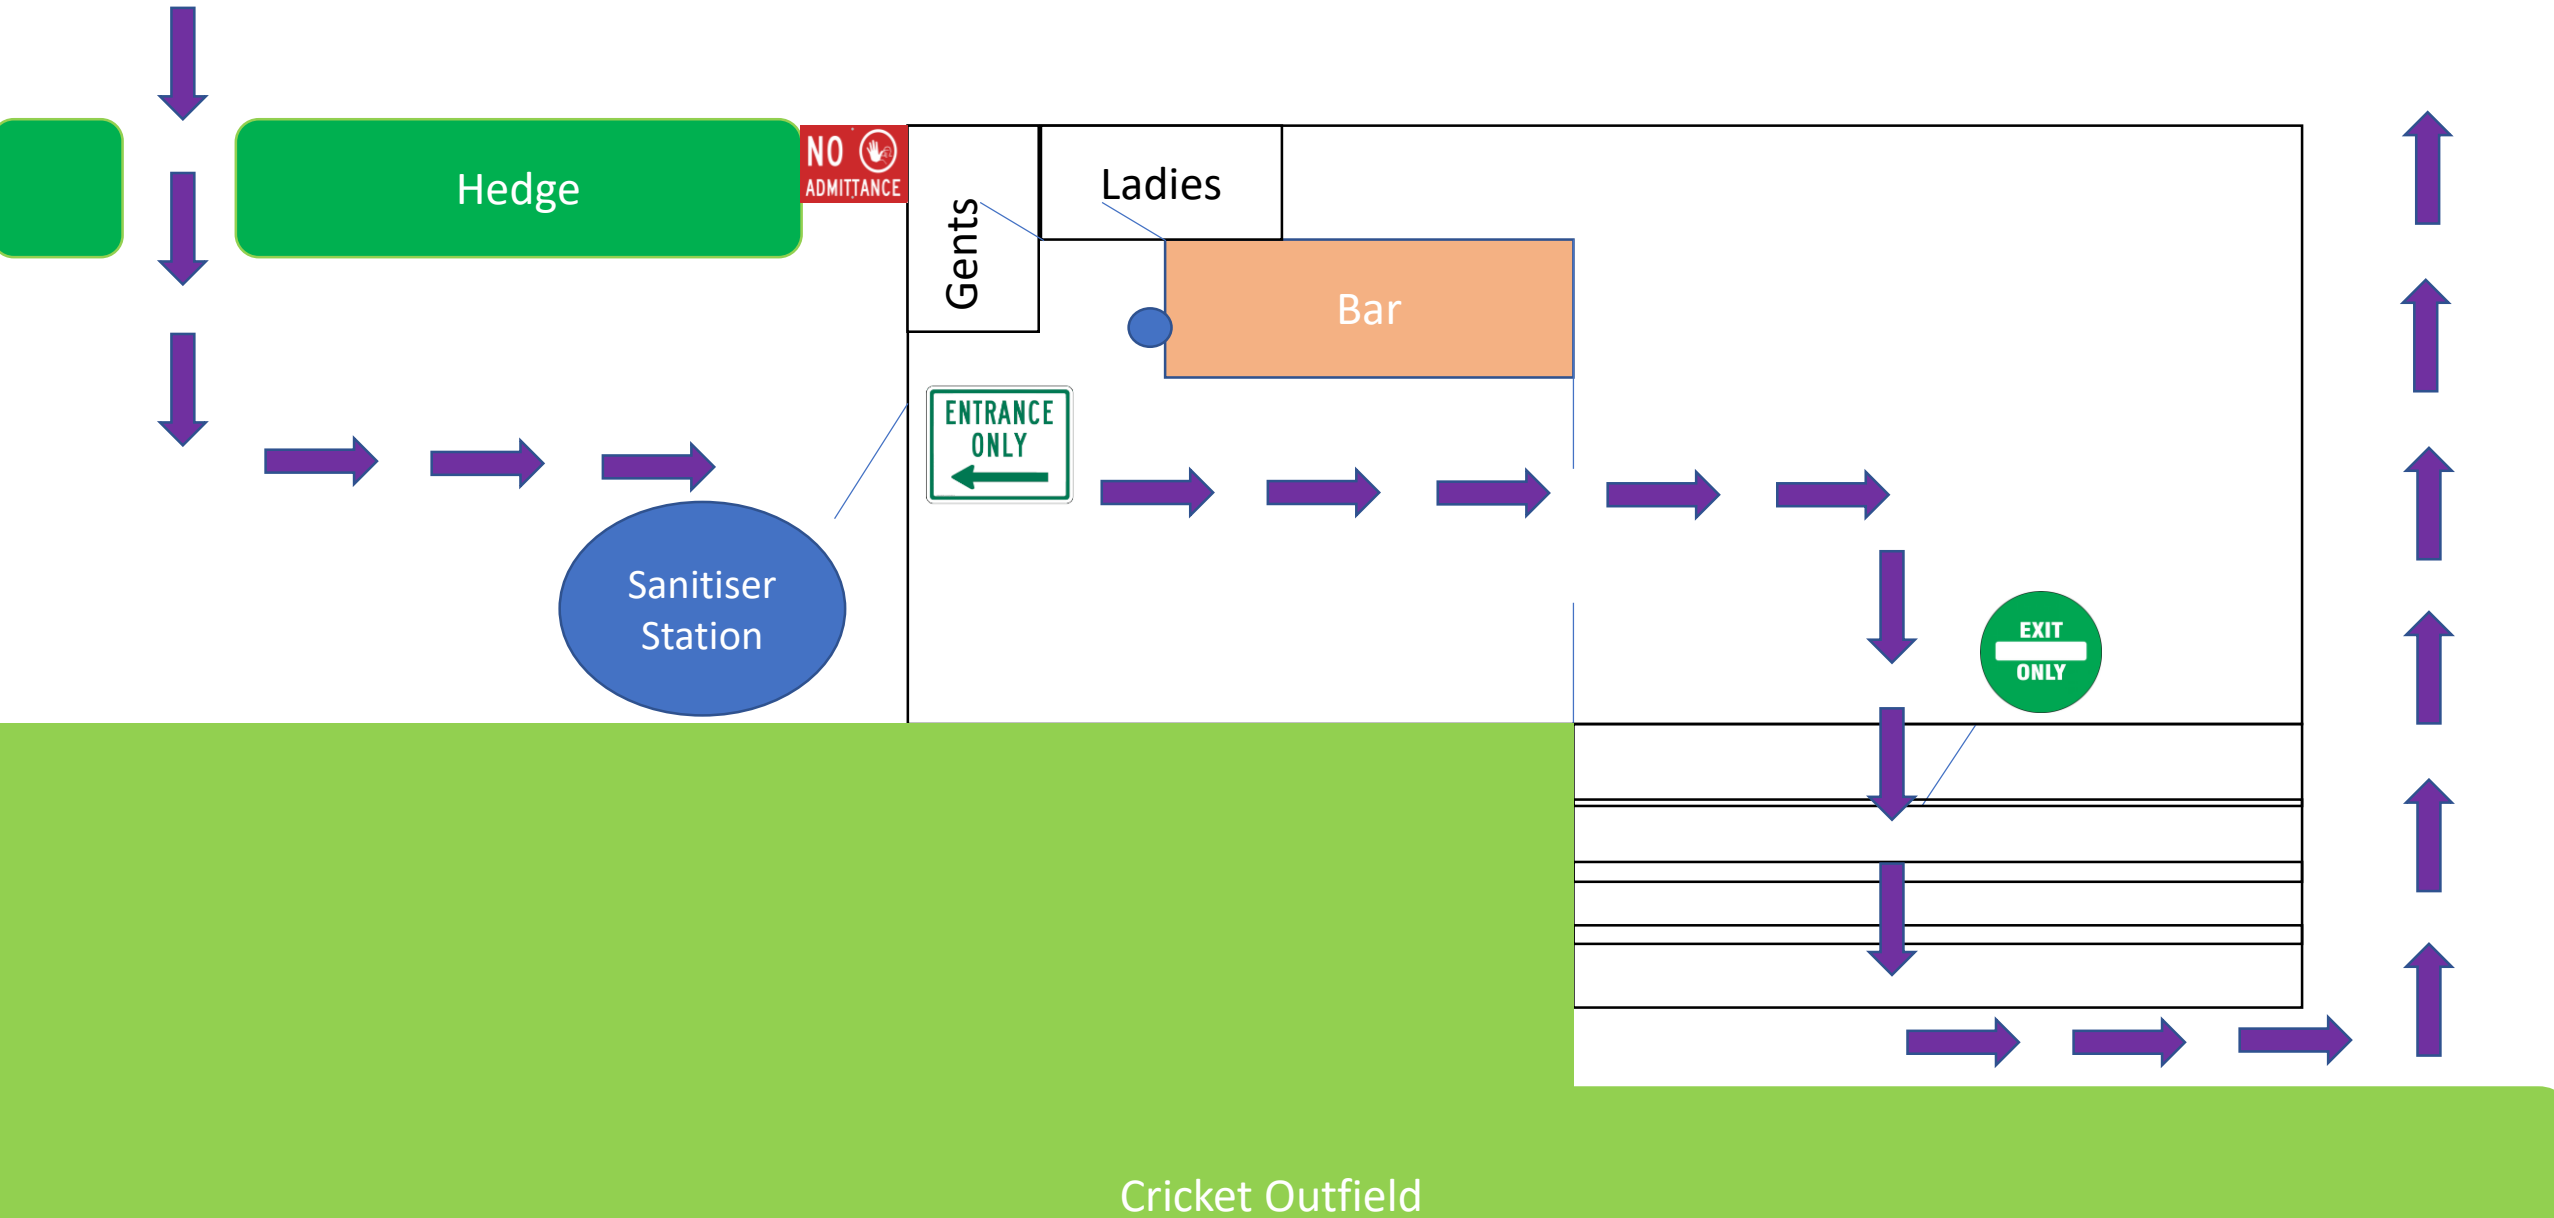 Hedge
NO
ADMITTANCE
Gents
Ladies
Bar
ENTRANCE
ONLY
Sanitiser
Station
EXIT
ONLY
Cricket Outfield